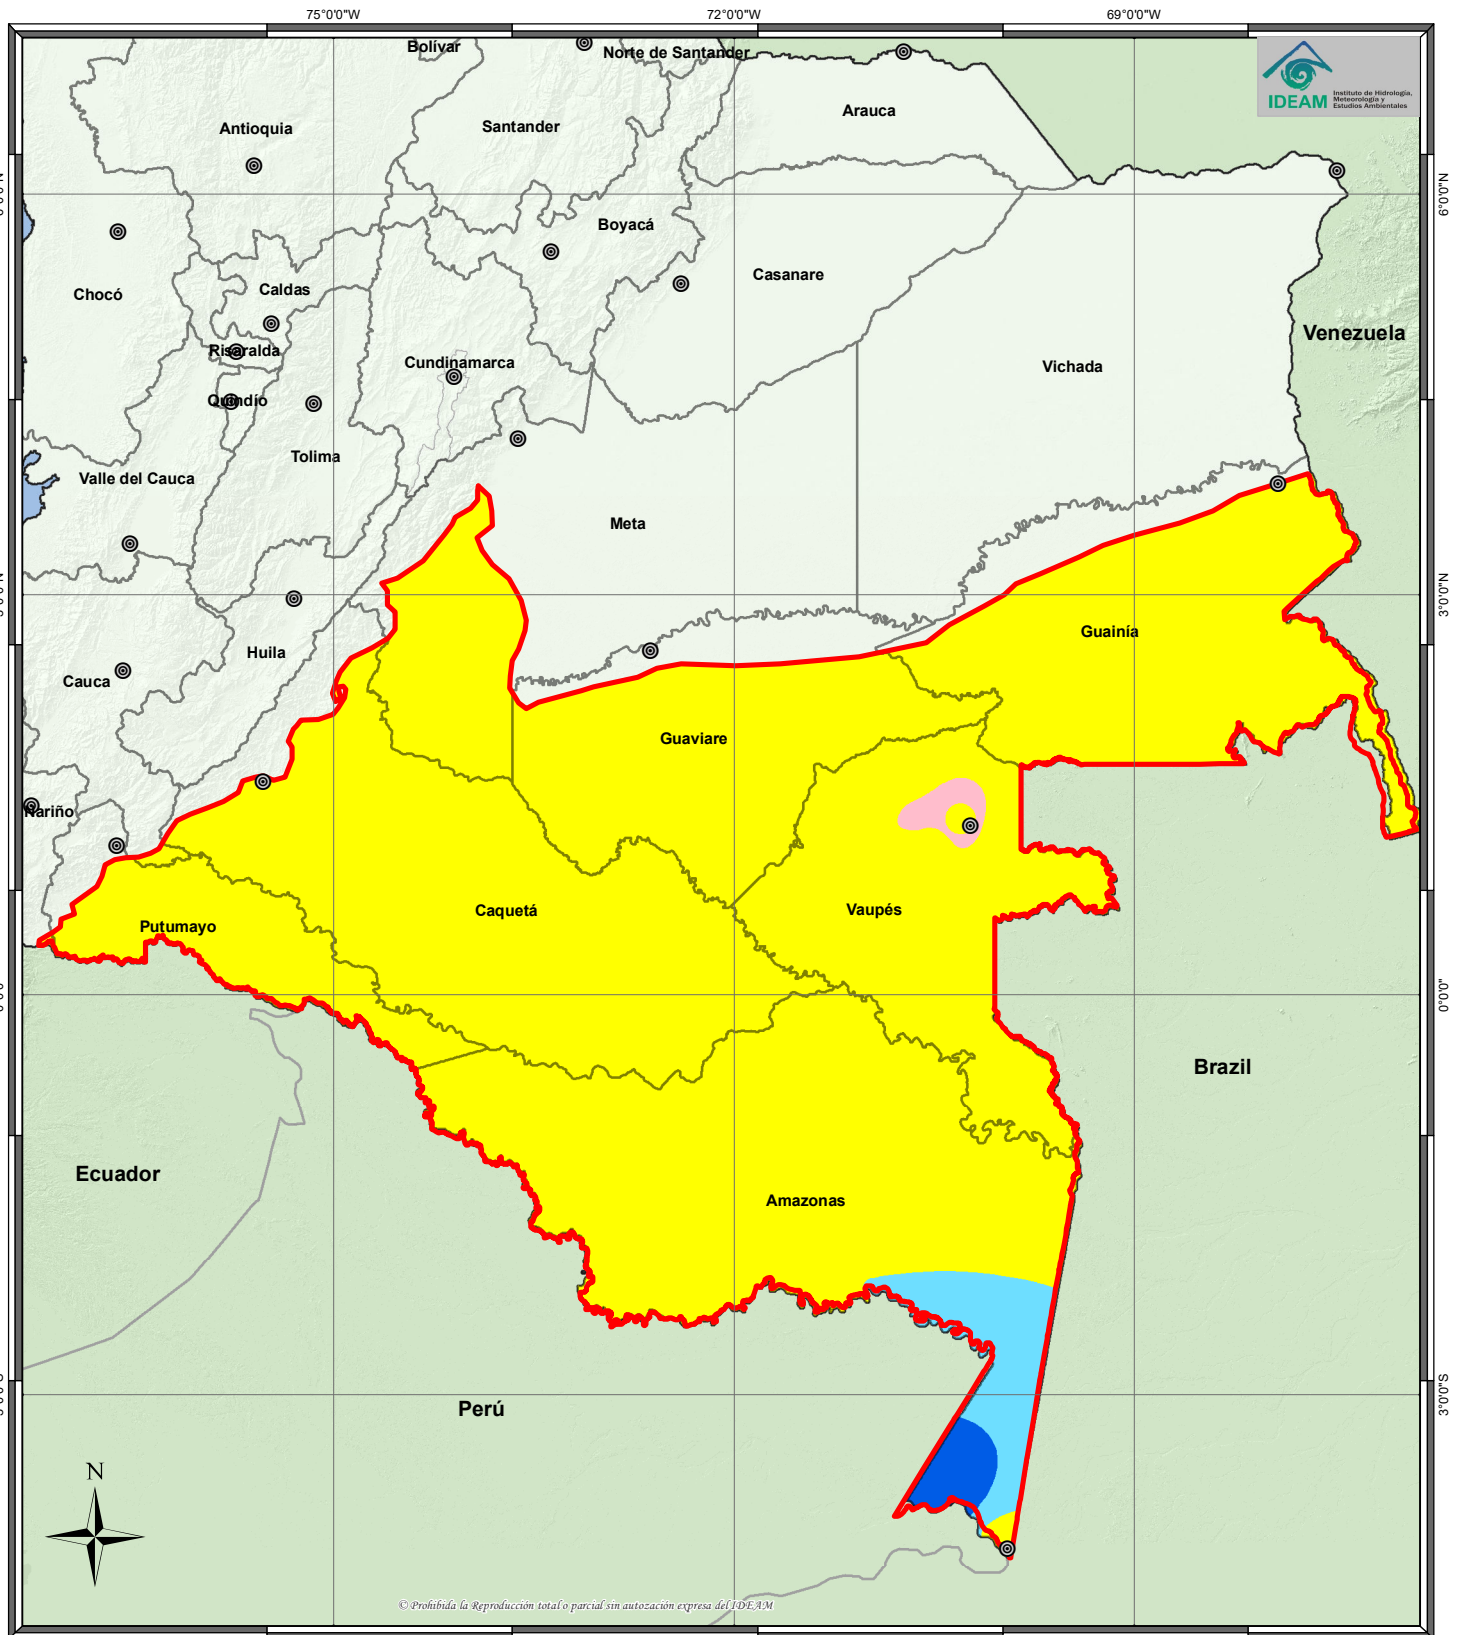 75°0'0"W
72°0'0"W
69°0'0"W
Bolívar
Norte de Santander
IDEAM
Instituto de Hidrología,
Meteorología y
Estudios Ambientales
Antioquia
Santander
Arauca
6°0'0"N
Boyacá
Casanare
Chocó
Caldas
Venezuela
Risaralda
Cundinamarca
Vichada
Quindío
Tolima
Valle del Cauca
Meta
3°0'0"N
Guainía
Huila
Cauca
Guaviare
Nariño
Caquetá
Vaupés
Putumayo
0°0'0"
Brazil
Ecuador
Amazonas
3°0'0"S
Perú
N
© Prohibida la Reproducción total o parcial sin autozación expresa del IDEAM